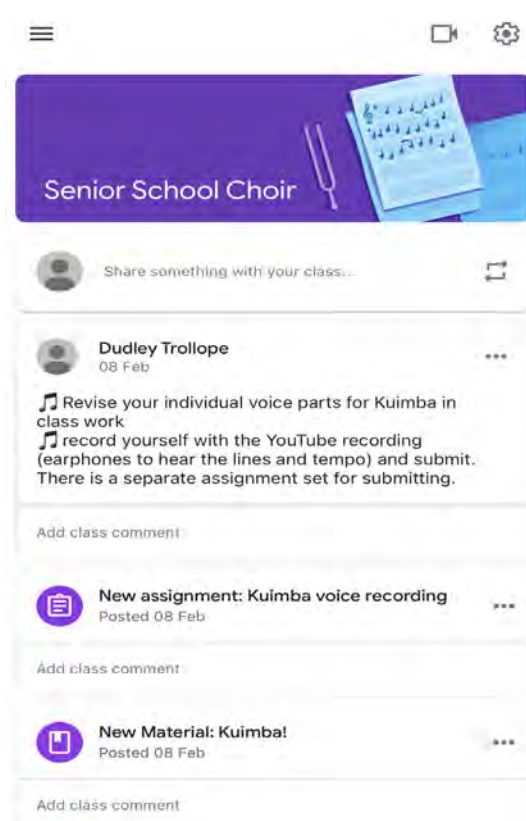 Senior School Choir
Share something with your class...
Dudley Trollope
08 Feb
🎵 Revise your individual voice parts for Kuimba in
class work
🎵 record yourself with the YouTube recording
(earphones to hear the lines and tempo) and submit.
There is a separate assignment set for submitting.
Add class comment
New assignment: Kuimba voice recording
Posted 08 Feb
Add class comment
New Material: Kuimba!
Posted 08 Feb
Add class comment